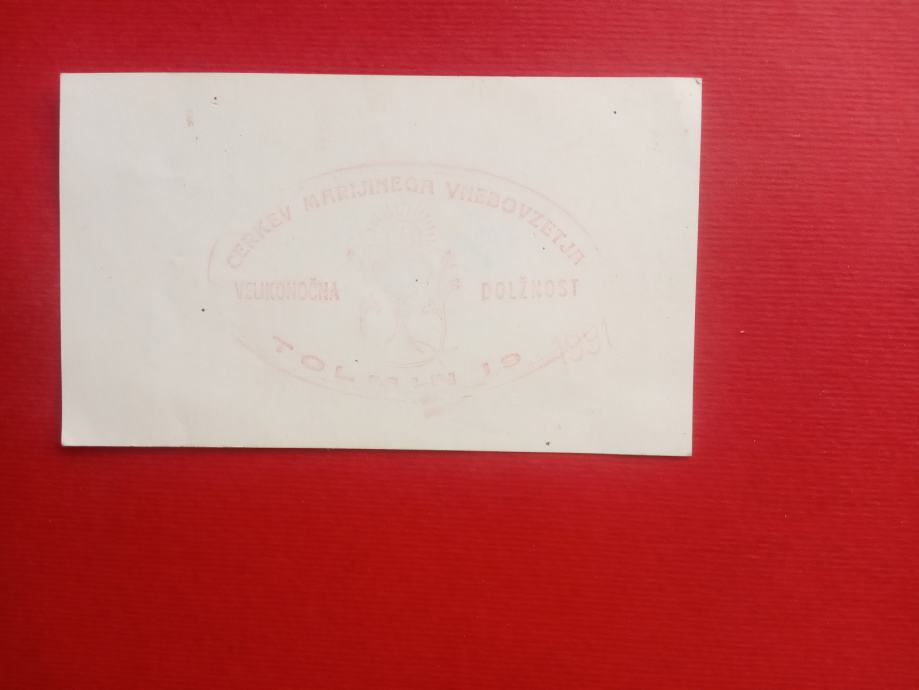 CERKEV MARIJINEGA VNEBOVZETJA
VELIKONOČNA DOLŽNOST
TOLMIN 19
1991